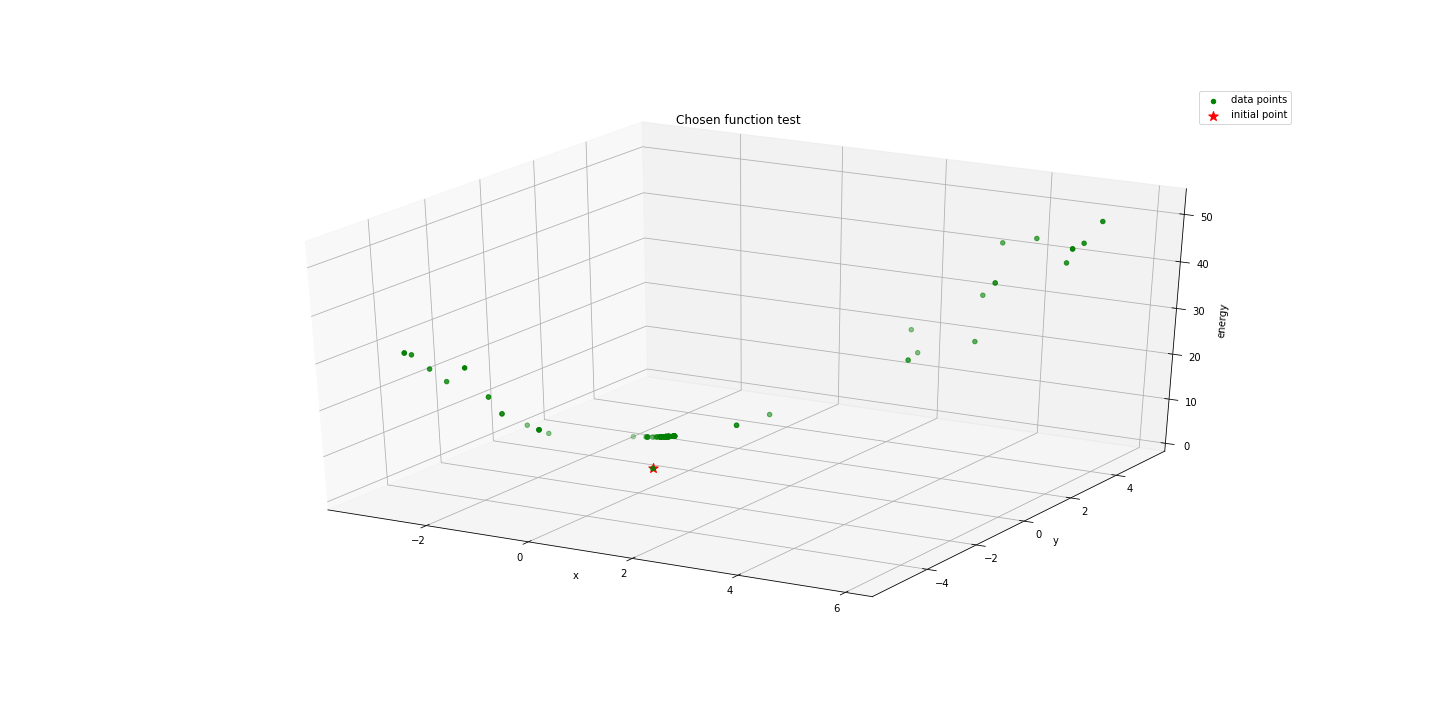 data points
initial point
Chosen function test
50
40
30
20
10
0
energy
4
2
0
−2
−4
y
−2
0
2
4
6
x